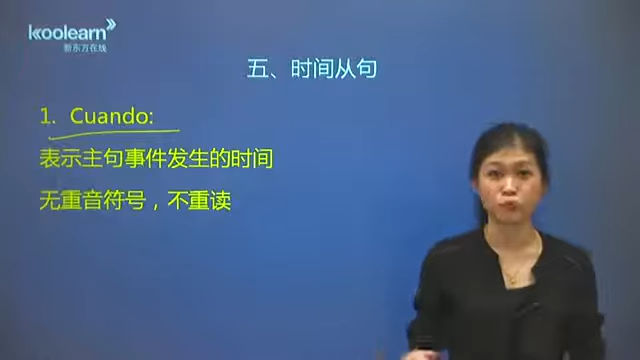 koolearn
新东方在线
五、时间从句
1. Cuando:
表示主句事件发生的时间
无重音符号，不重读